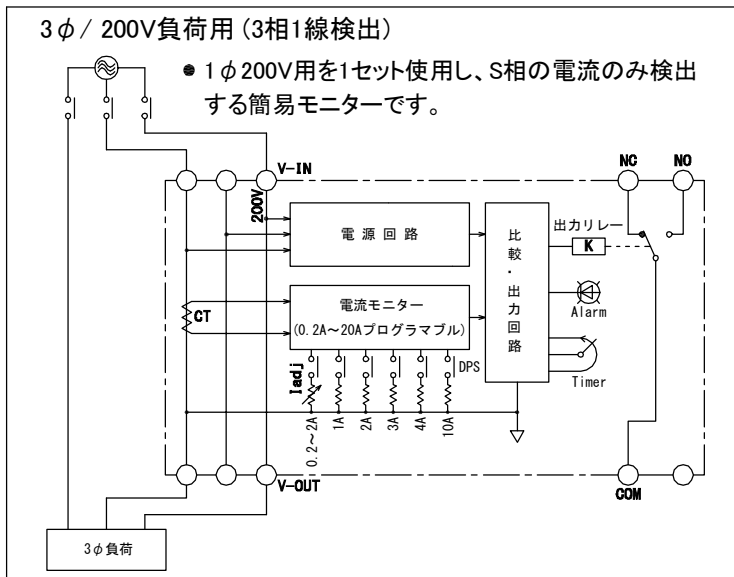 3φ/ 200V負荷用 (3相1線検出)
● 1φ200V用を1セット使用し、S相の電流のみ検出
する簡易モニターです。
V-IN
NC
NO
200V
電源回路
出力リレー
K
比較・出力回路
CT
電流モニター
(0.2A~20Aプログラマブル)
Alarm
Iadj
DPS
Timer
0.2~2A
1A
2A
3A
4A
10A
V-OUT
COM
3φ負荷